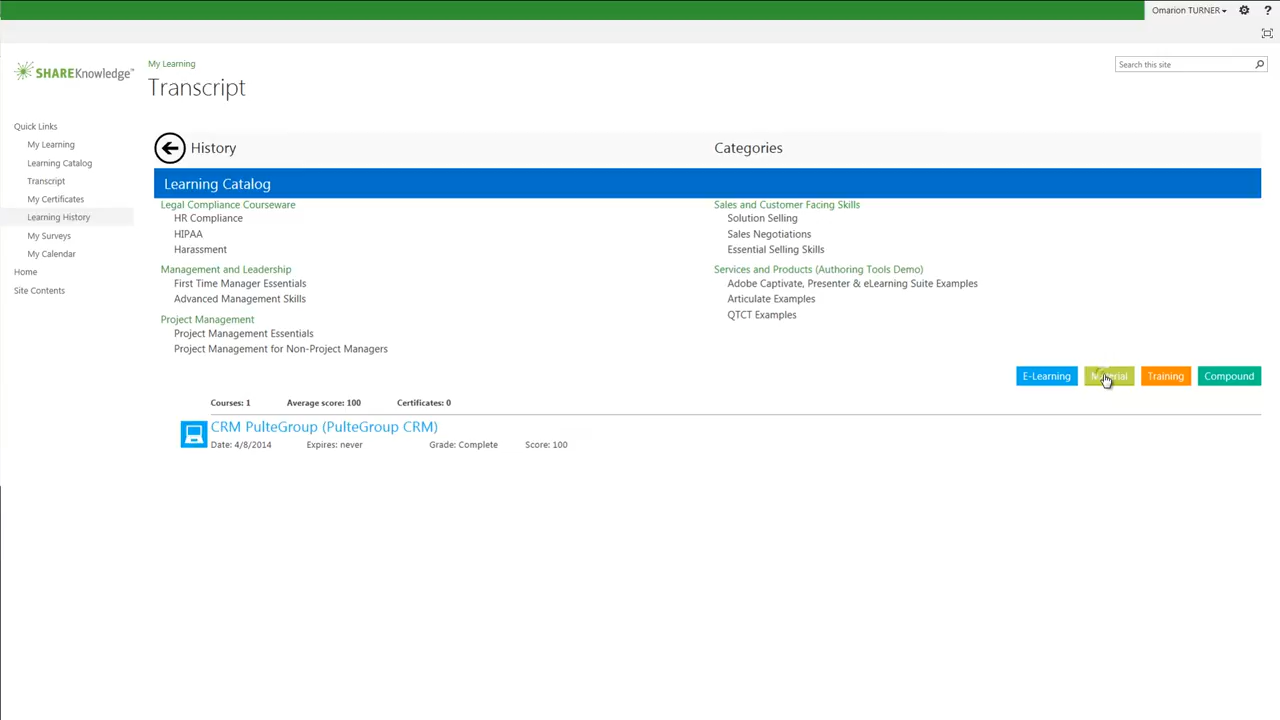 Omarion TURNER
?
SHAREKnowledge™
My Learning
Search this site
Transcript
Quick Links
My Learning
Learning Catalog
Transcript
My Certificates
Learning History
My Surveys
My Calendar
Home
Site Contents
History
Categories
Learning Catalog
Legal Compliance Courseware
HR Compliance
HIPAA
Harassment
Management and Leadership
First Time Manager Essentials
Advanced Management Skills
Project Management
Project Management Essentials
Project Management for Non-Project Managers
Sales and Customer Facing Skills
Solution Selling
Sales Negotiations
Essential Selling Skills
Services and Products (Authoring Tools Demo)
Adobe Captivate, Presenter & eLearning Suite Examples
Articulate Examples
QTCT Examples
E-Learning Material Training Compound
Courses: 1 Average score: 100 Certificates: 0
CRM PulteGroup (PulteGroup CRM)
Date: 4/8/2014 Expires: never Grade: Complete Score: 100